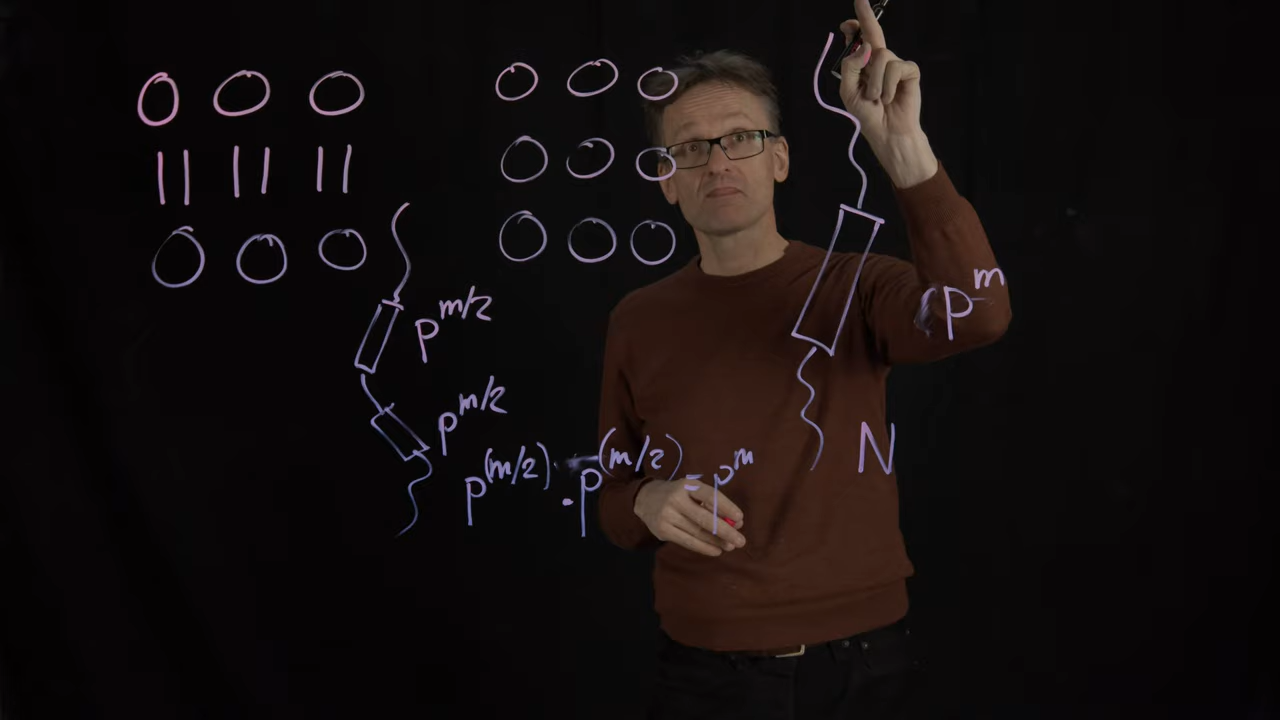 O O O
|| || ||
O O O
O O O
O O O
O O O
p^{m/2}
p^{m/2}
p^{(m/2)} · p^{(m/2)} = p^m
p^m
N